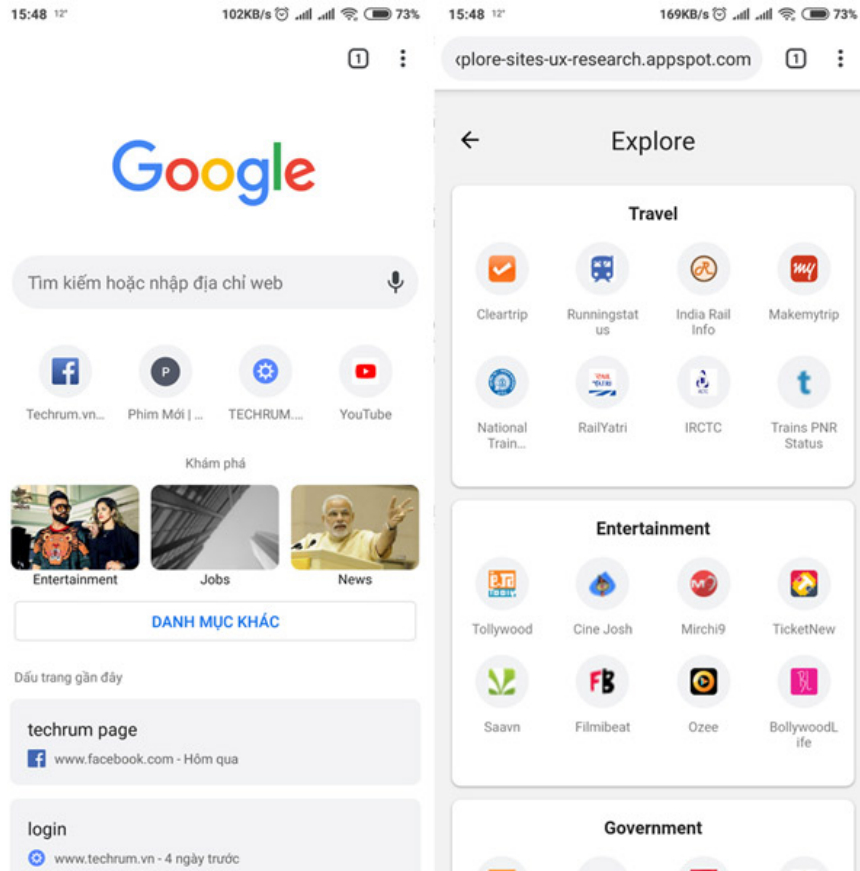 15:48 12°
102KB/s 73%
1
Google
Tìm kiếm hoặc nhập địa chỉ web
P
Techrum.vn...
Phim Mới | ...
TECHRUM....
YouTube
Khám phá
Entertainment
Jobs
News
DANH MỤC KHÁC
Dấu trang gần đây
techrum page
www.facebook.com - Hôm qua
login
www.techrum.vn - 4 ngày trước
15:48 12°
169KB/s 73%
xplore-sites-ux-research.appspot.com
1
Explore
Travel
my
Cleartrip
Runningstat
us
India Rail
Info
Makemytrip
t
National
Train...
RailYatri
IRCTC
Trains PNR
Status
Entertainment
Tollywood
Cine Josh
Mirchi9
TicketNew
FB
BL
Saavn
Filmibeat
Ozee
BollywoodL
ife
Government